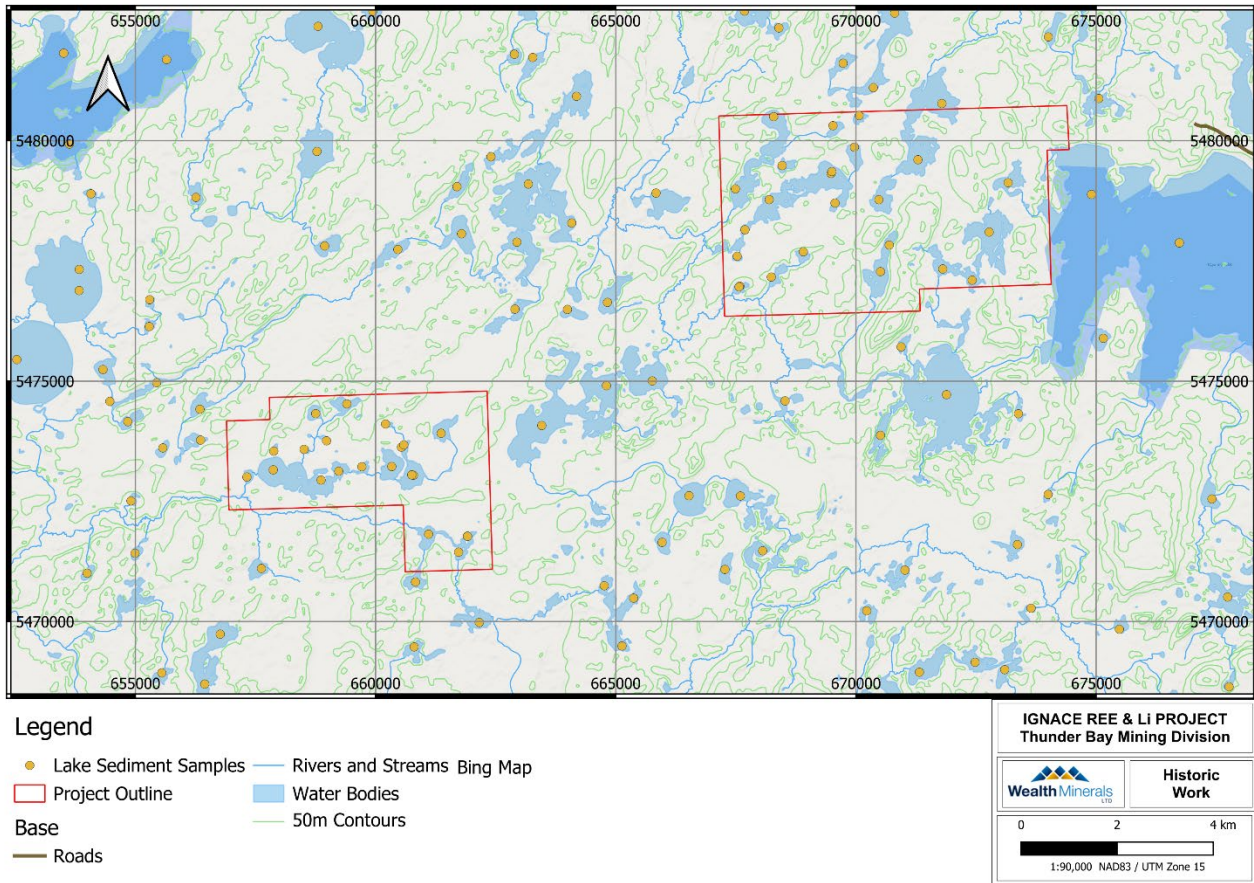 655000 660000 665000 670000 675000
5480000 5480000
5475000 5475000
5470000 5470000
655000 660000 665000 670000 675000
Legend
Lake Sediment Samples
Project Outline
Base
Roads
Rivers and Streams
Water Bodies
50m Contours
Bing Map
IGNACE REE & Li PROJECT
Thunder Bay Mining Division
Wealth Minerals
LTD
Historic
Work
0 2 4 km
1:90,000 NAD83 / UTM Zone 15